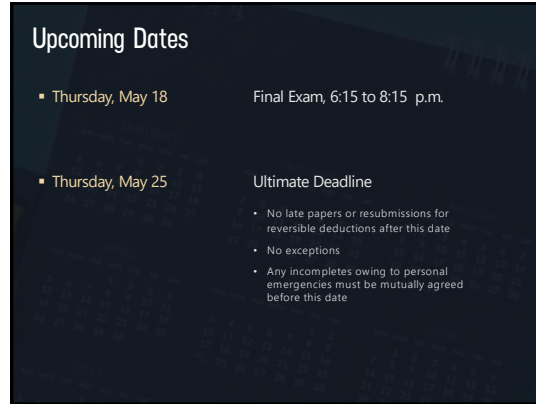 Upcoming Dates
▪ Thursday, May 18
Final Exam, 6:15 to 8:15 p.m.
▪ Thursday, May 25
Ultimate Deadline
• No late papers or resubmissions for
reversible deductions after this date
• No exceptions
• Any incompletes owing to personal
emergencies must be mutually agreed
before this date